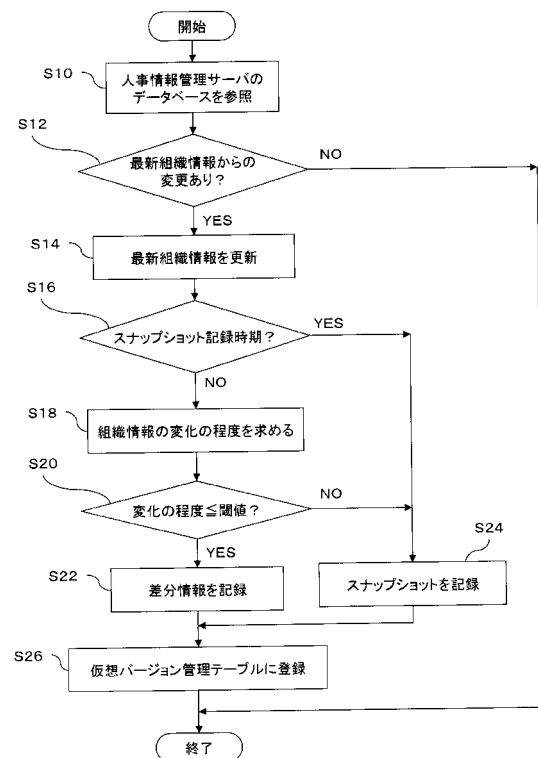 開始
S10
人事情報管理サーバの
データベースを参照
S12
最新組織情報からの
変更あり?
NO
YES
S14
最新組織情報を更新
S16
スナップショット記録時期?
YES
NO
S18
組織情報の変化の程度を求める
S20
変化の程度≦閾値?
NO
YES
S22
差分情報を記録
S24
スナップショットを記録
S26
仮想バージョン管理テーブルに登録
終了